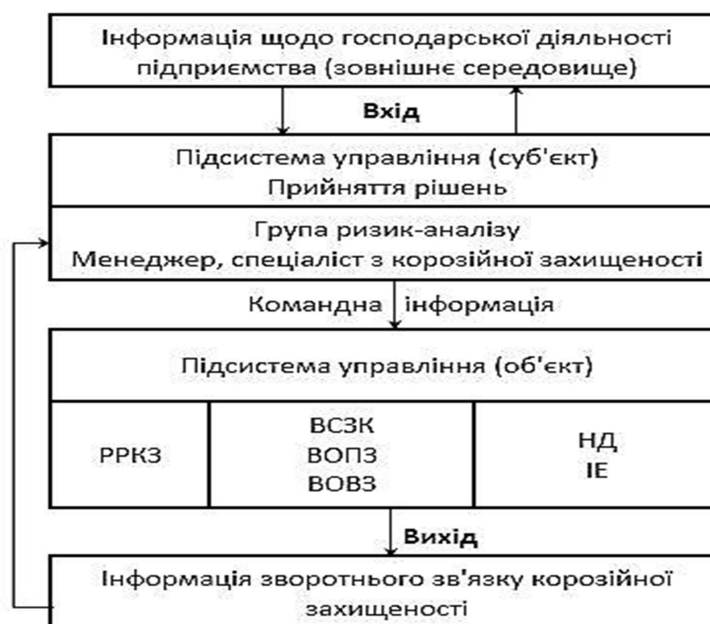 Інформація щодо господарської діяльності
підприємства (зовнішнє середовище)
Вхід
Підсистема управління (суб'єкт)
Прийняття рішень
Група ризик-аналізу
Менеджер, спеціаліст з корозійної захищеності
Командна інформація
Підсистема управління (об'єкт)
РРКЗ
ВСЗК
ВОПЗ
ВОВЗ
НД
ІЕ
Вихід
Інформація зворотнього зв'язку корозійної
захищеності